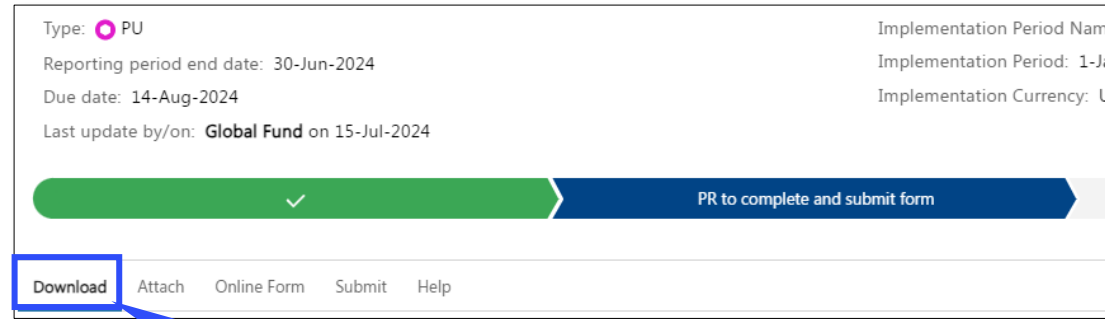 Type: PU
Implementation Period Nam
Reporting period end date: 30-Jun-2024
Implementation Period: 1-Ja
Due date: 14-Aug-2024
Implementation Currency: U
Last update by/on: Global Fund on 15-Jul-2024
PR to complete and submit form
Download Attach Online Form Submit Help